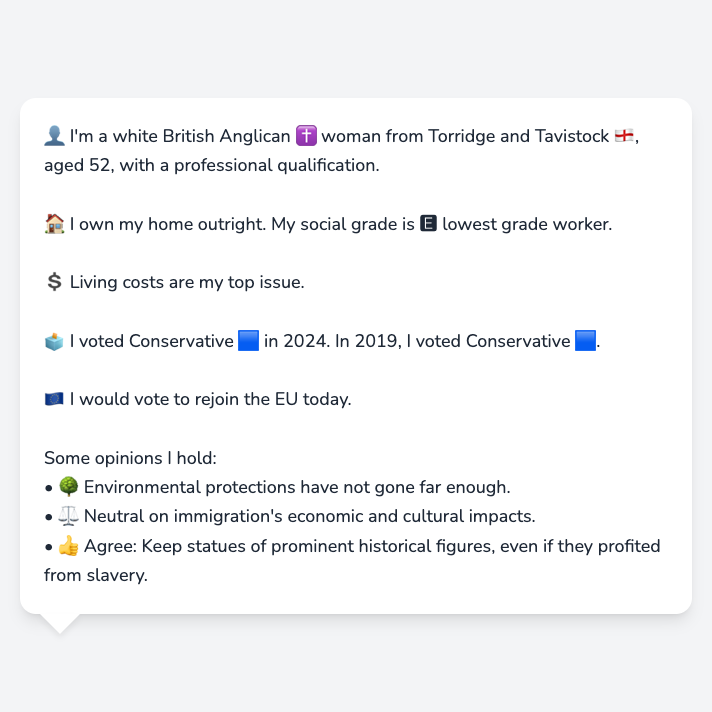 👤 I'm a white British Anglican ✝️ woman from Torridge and Tavistock 🏴󠁧󠁢󠁥󠁮󠁧󠁿,
aged 52, with a professional qualification.
🏠 I own my home outright. My social grade is 🅴 lowest grade worker.
💲 Living costs are my top issue.
🗳️ I voted Conservative 🟦 in 2024. In 2019, I voted Conservative 🟦.
🇪🇺 I would vote to rejoin the EU today.
Some opinions I hold:
• 🌳 Environmental protections have not gone far enough.
• ⚖️ Neutral on immigration's economic and cultural impacts.
• 👍 Agree: Keep statues of prominent historical figures, even if they profited
from slavery.